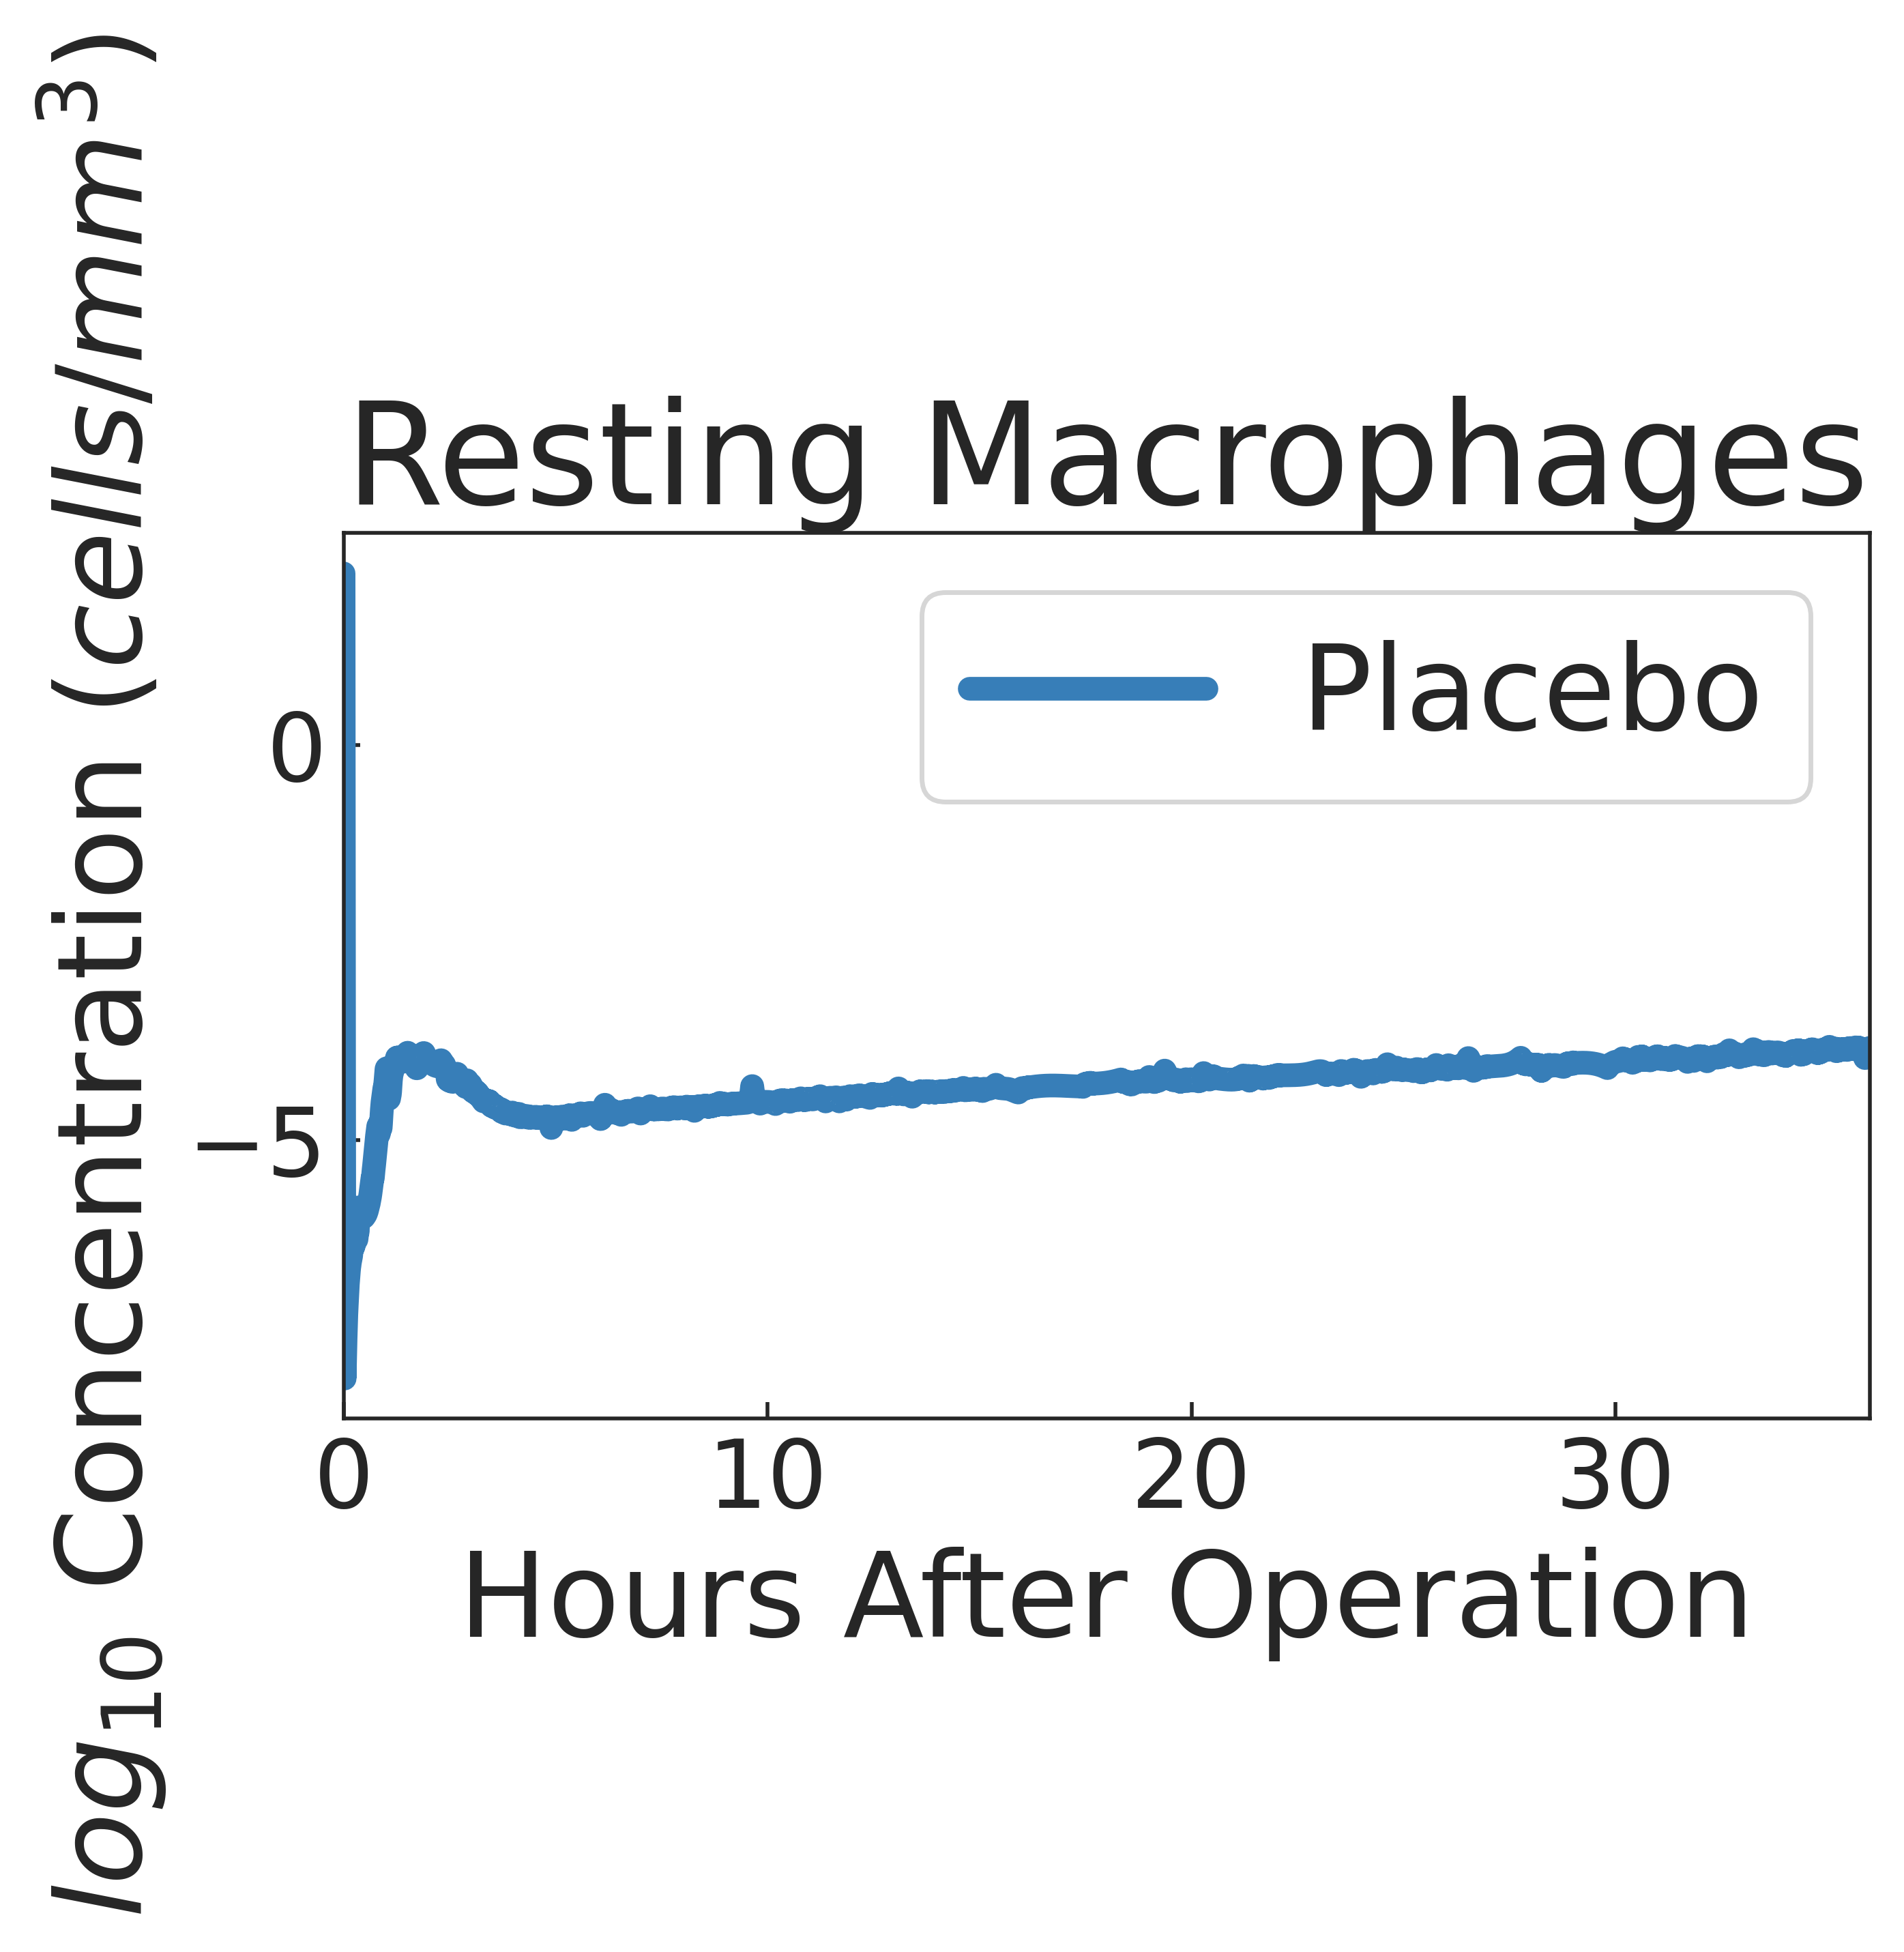 Resting Macrophages
log₁₀ Concentration (cells/mm³)
Placebo
0
−5
0 10 20 30
Hours After Operation